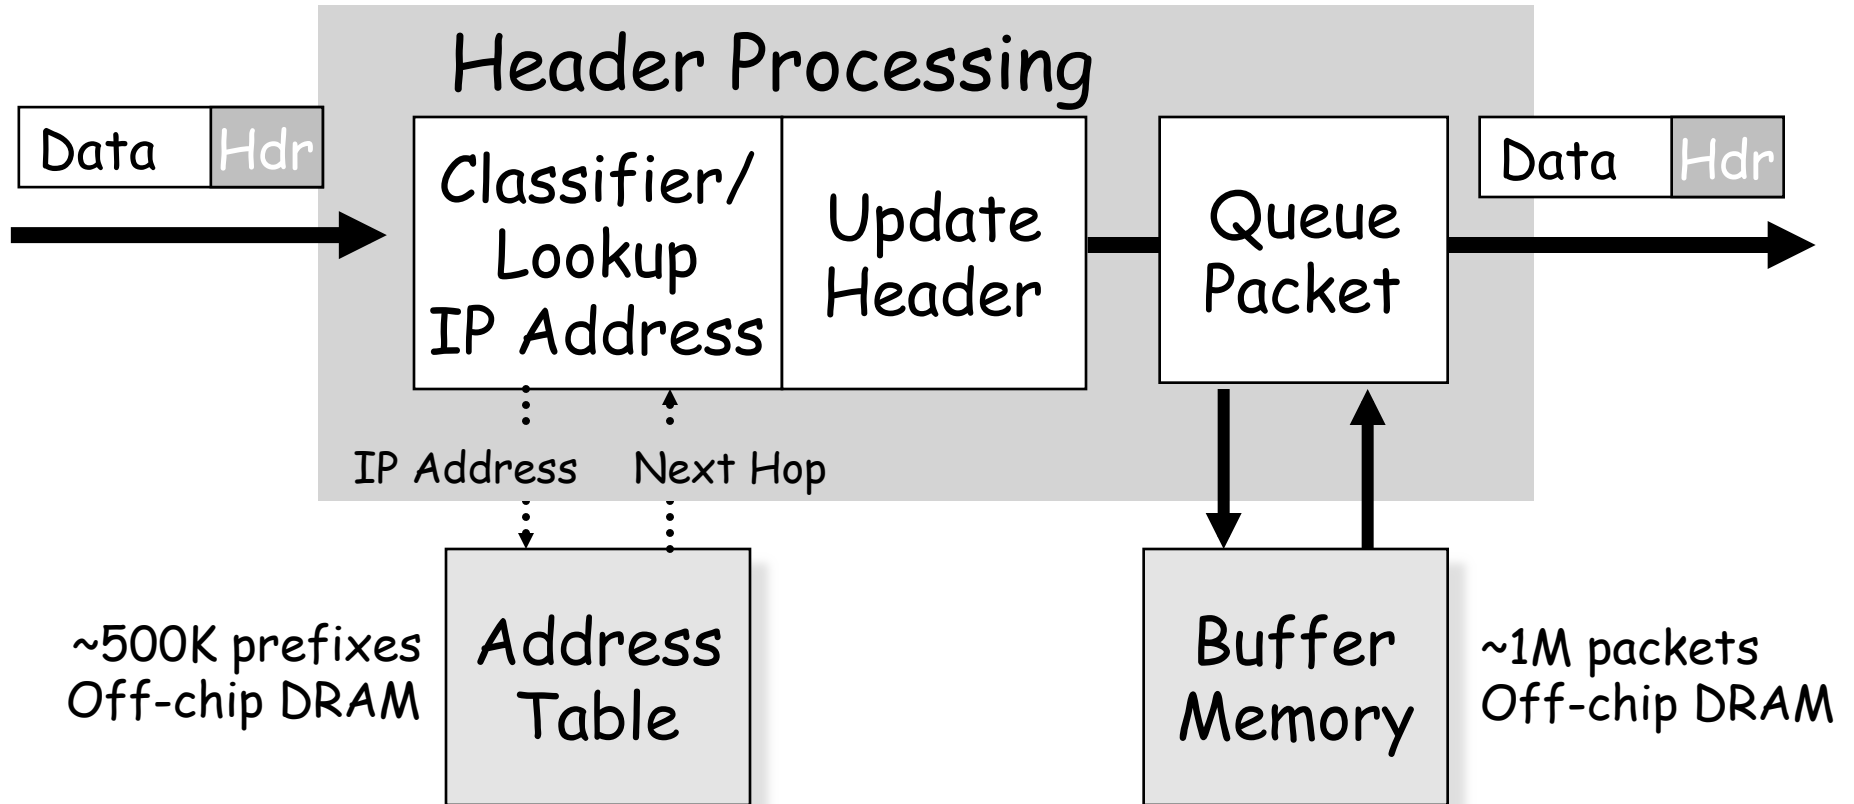 Header Processing
Data Hdr
Classifier/
Lookup
IP Address
Update
Header
Queue
Packet
Data Hdr
IP Address
Next Hop
~500K prefixes
Off-chip DRAM
Address
Table
Buffer
Memory
~1M packets
Off-chip DRAM